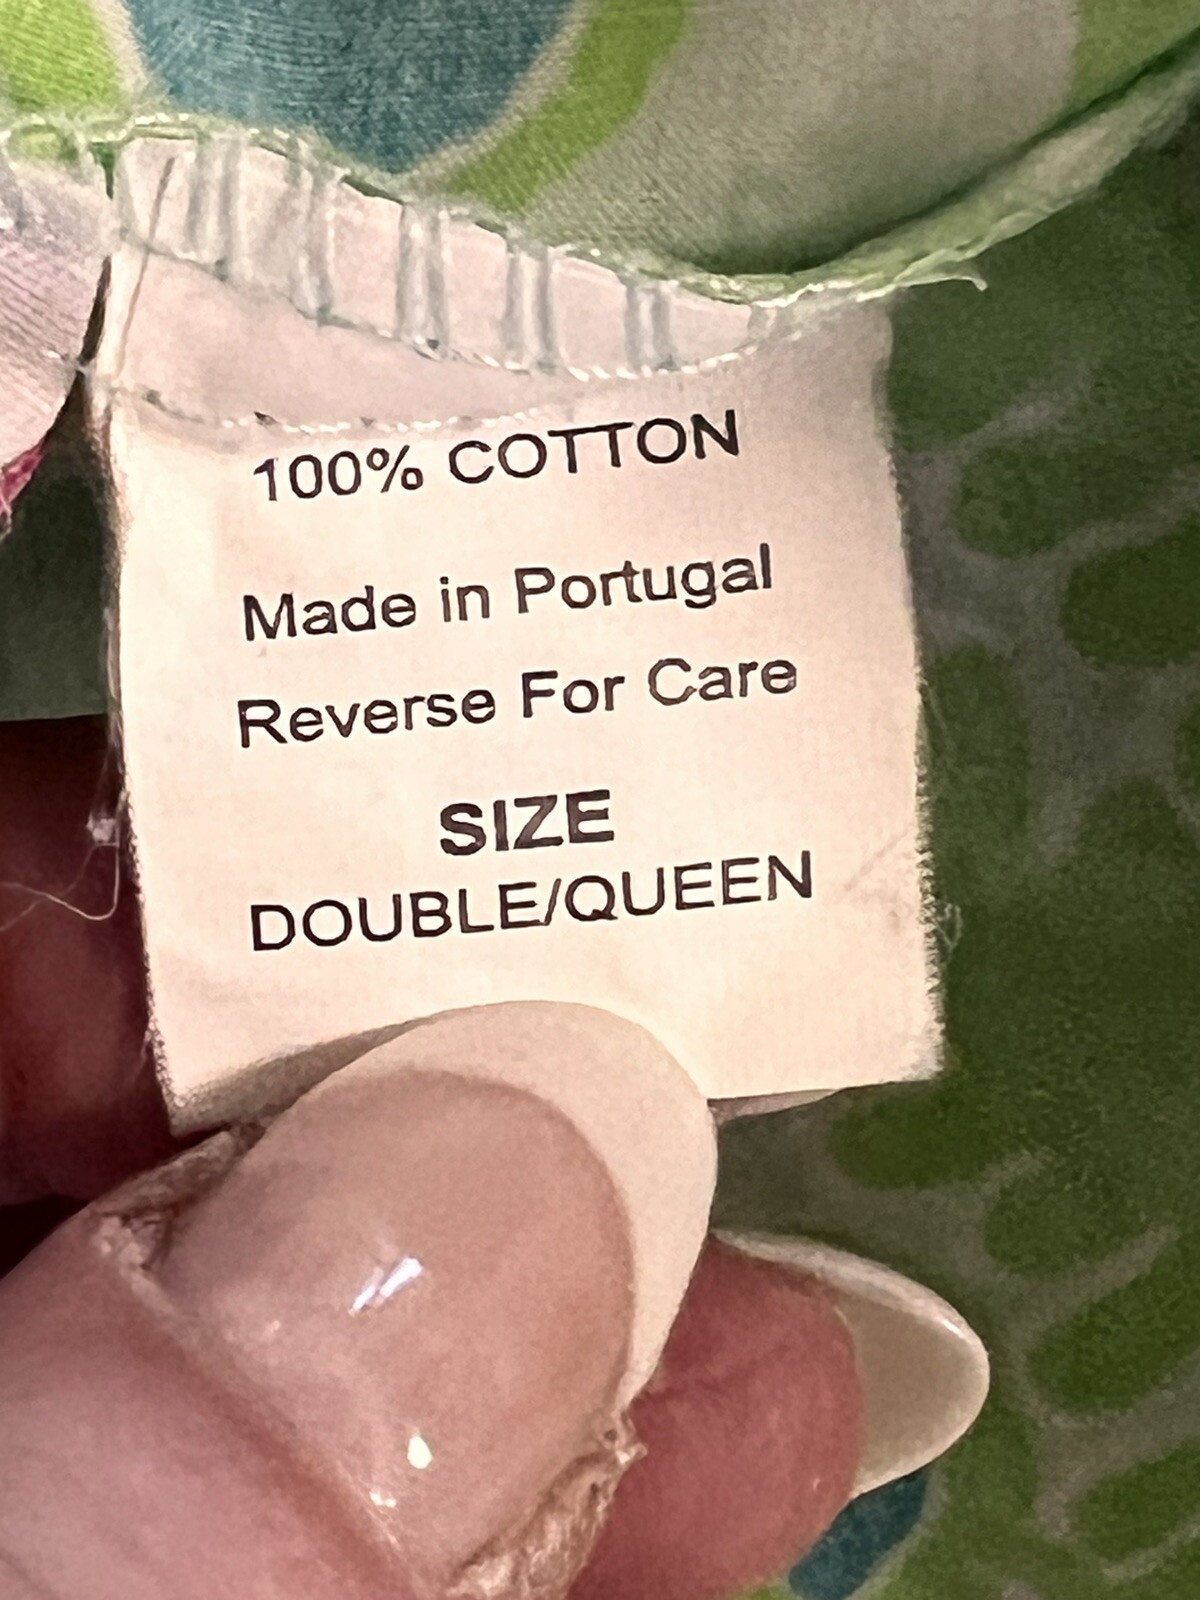 100% COTTON
Made in Portugal
Reverse For Care
SIZE
DOUBLE/QUEEN